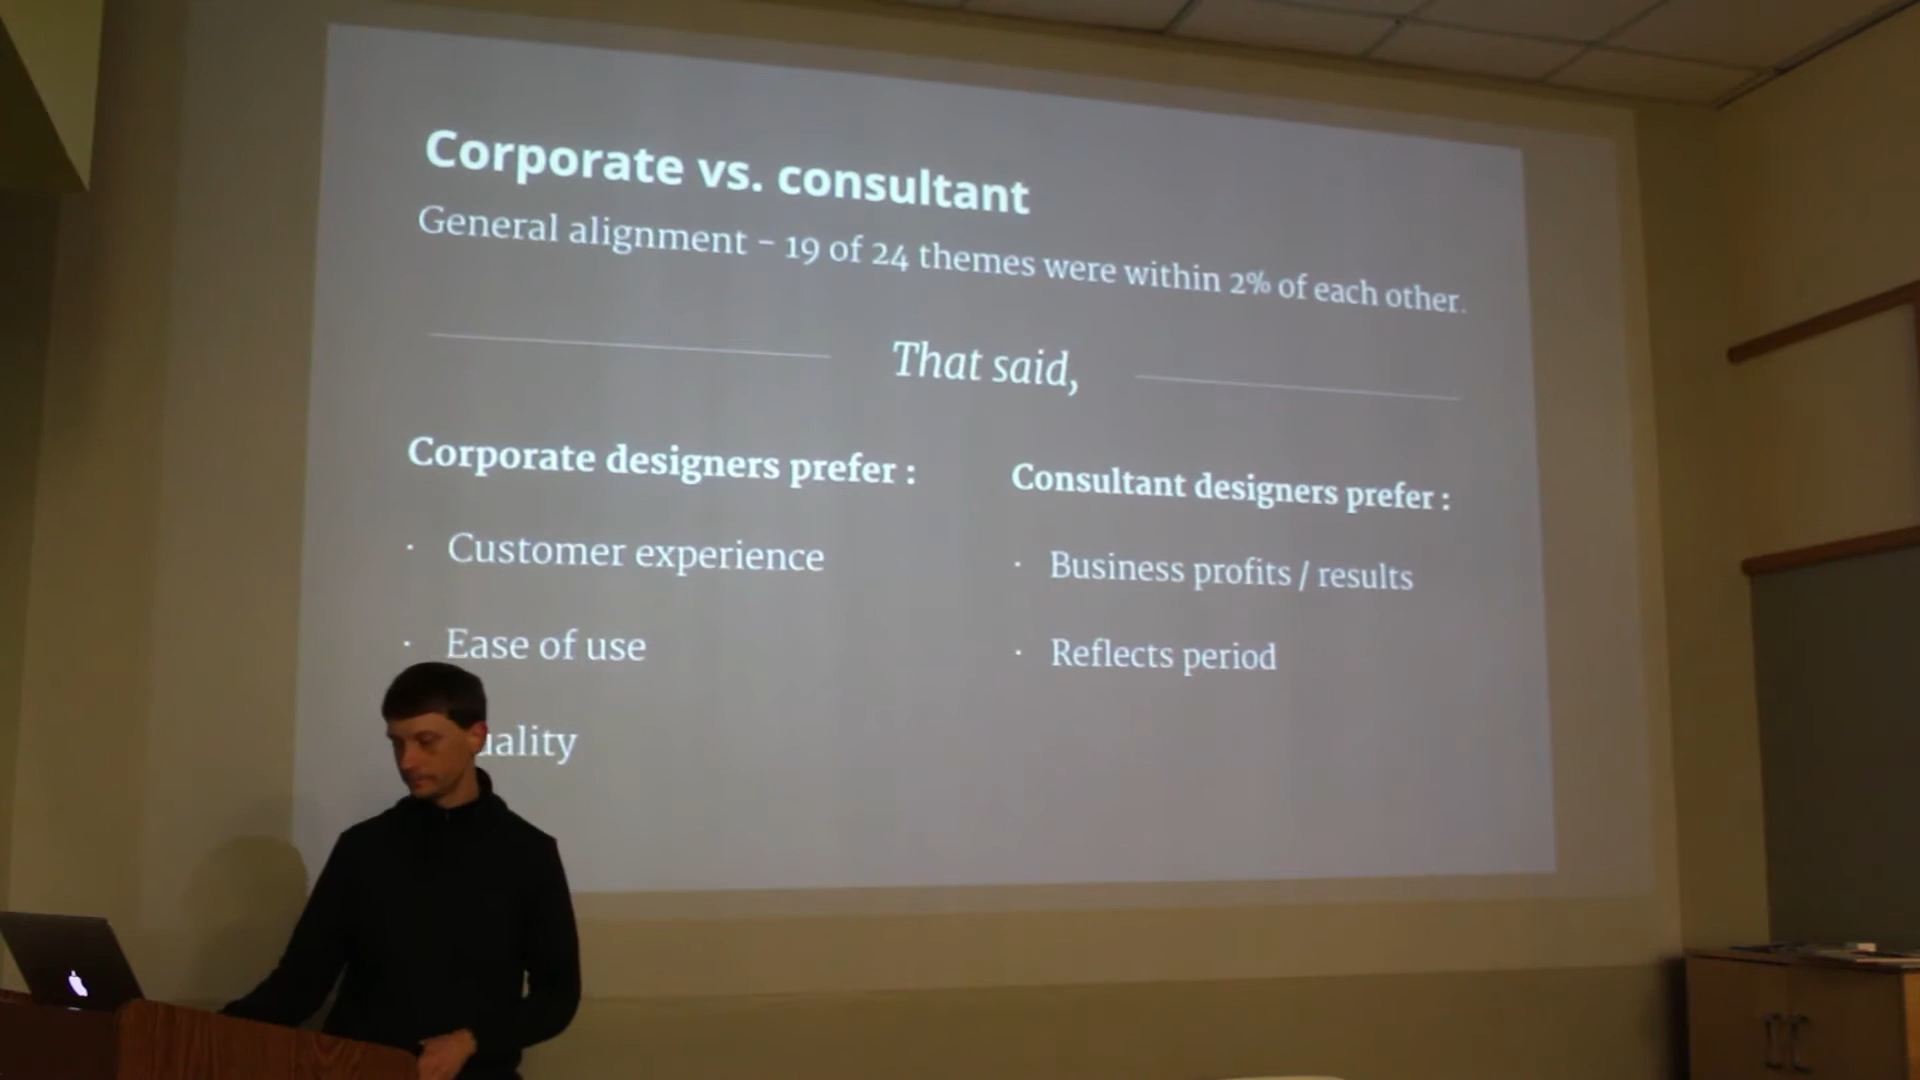 Corporate vs. consultant
General alignment - 19 of 24 themes were within 2% of each other.
That said,
Corporate designers prefer :
· Customer experience
· Ease of use
Consultant designers prefer :
· Business profits / results
· Reflects period